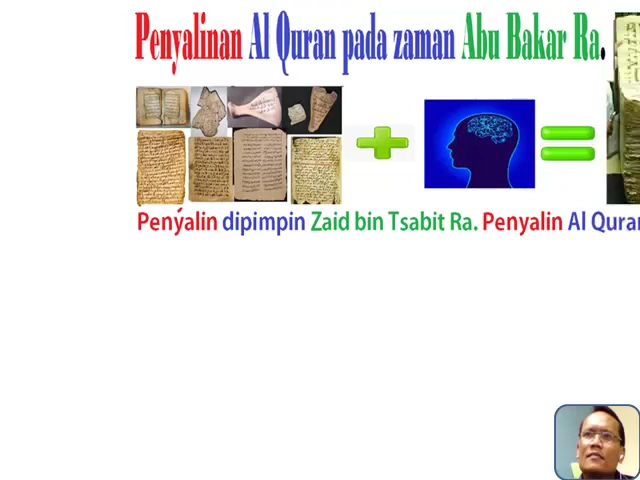 Penyalinan Al Quran pada zaman Abu Bakar Ra.
Penyalin dipimpin Zaid bin Tsabit Ra. Penyalin Al Quran